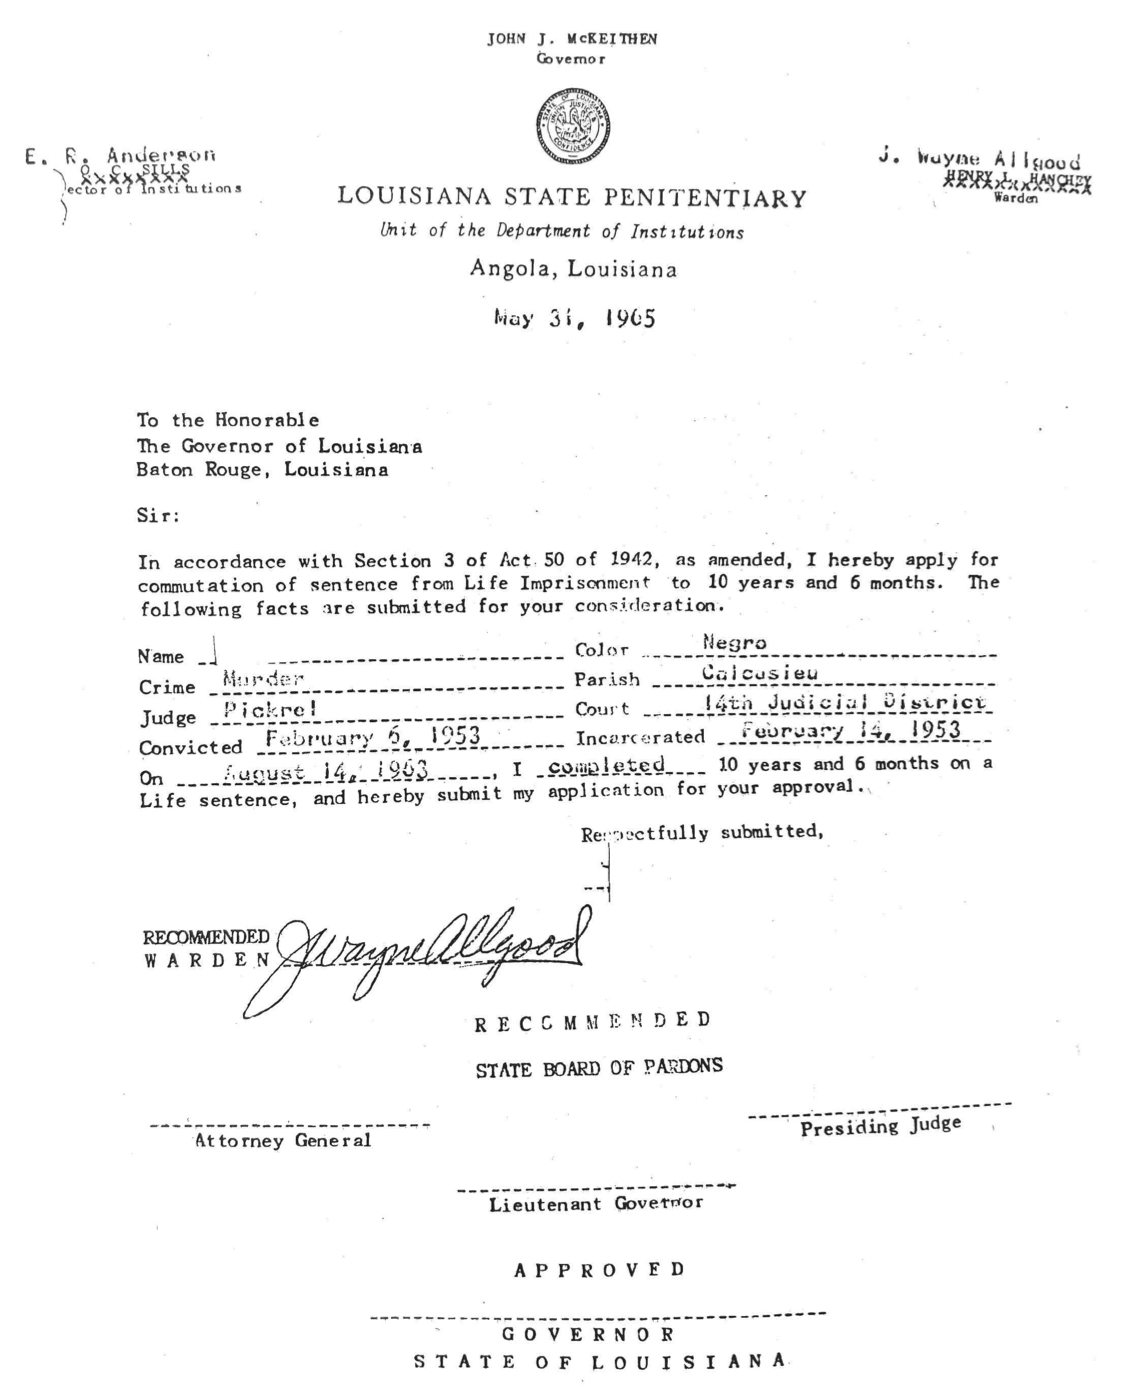 JOHN J. McKEITHEN
Governor
STATE OF LOUISIANA
UNION JUSTICE &
CONFIDENCE
E. R. Anderson
O. C. SILLS
ector of Institutions
J. Wayne Allgood
HENRY L. HANCHEY
Warden
LOUISIANA STATE PENITENTIARY
Unit of the Department of Institutions
Angola, Louisiana
May 31, 1965
To the Honorable
The Governor of Louisiana
Baton Rouge, Louisiana
Sir:
In accordance with Section 3 of Act 50 of 1942, as amended, I hereby apply for
commutation of sentence from Life Imprisonment to 10 years and 6 months. The
following facts are submitted for your consideration.
Name Color Negro
Crime Murder Parish Calcasieu
Judge Pickrel Court 14th Judicial District
Convicted February 6, 1953 Incarcerated February 14, 1953
On August 14, 1963, I completed 10 years and 6 months on a
Life sentence, and hereby submit my application for your approval.
Respectfully submitted,
RECOMMENDED
WARDEN JWayne Allgood
RECOMMENDED
STATE BOARD OF PARDONS
Attorney General
Presiding Judge
Lieutenant Governor
APPROVED
GOVERNOR
STATE OF LOUISIANA